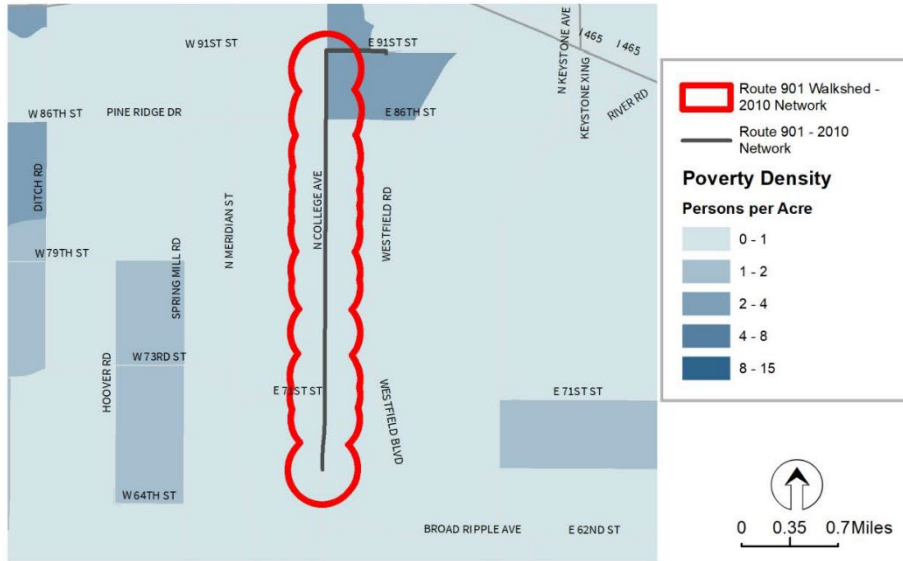 W 91ST ST
E 91ST ST
N KEYSTONE AVE
I 465
I 465
KEYSTONE XING
RIVER RD
W 86TH ST
PINE RIDGE DR
E 86TH ST
DITCH RD
N MERIDIAN ST
N COLLEGE AVE
WESTFIELD RD
W 79TH ST
SPRING MILL RD
W 73RD ST
HOOVER RD
E 71ST ST
WESTFIELD BLVD
E 71ST ST
W 64TH ST
BROAD RIPPLE AVE
E 62ND ST
Route 901 Walkshed -
2010 Network
Route 901 - 2010
Network
Poverty Density
Persons per Acre
0 - 1
1 - 2
2 - 4
4 - 8
8 - 15
0 0.35 0.7Miles